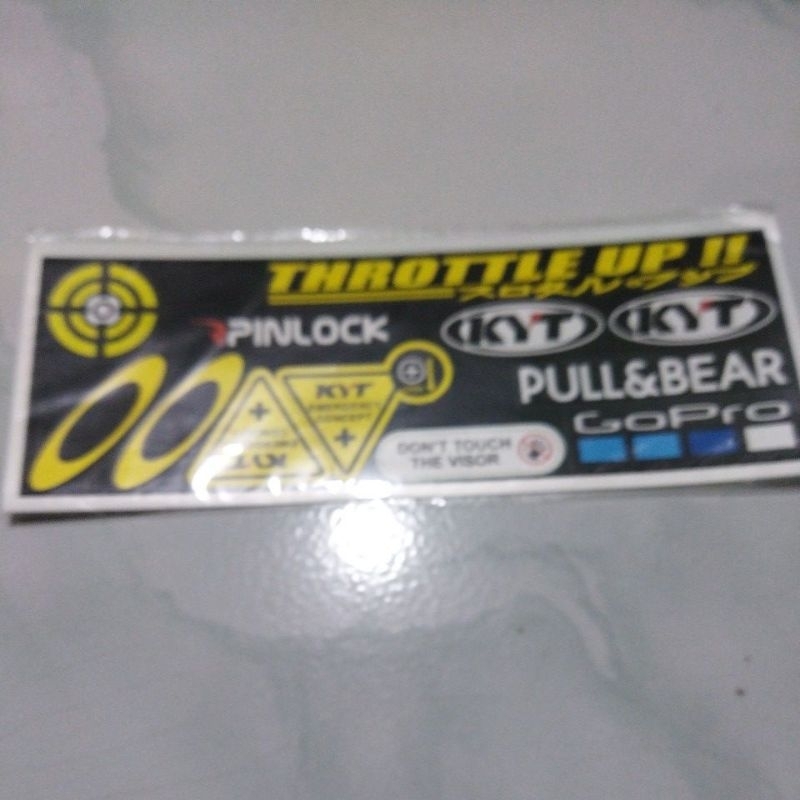 THROTTLE UP !!
スロットル アップ
PINLOCK
KYT
KYT
PULL&BEAR
GoPro
KYT
KYT
DON'T TOUCH
THE VISOR